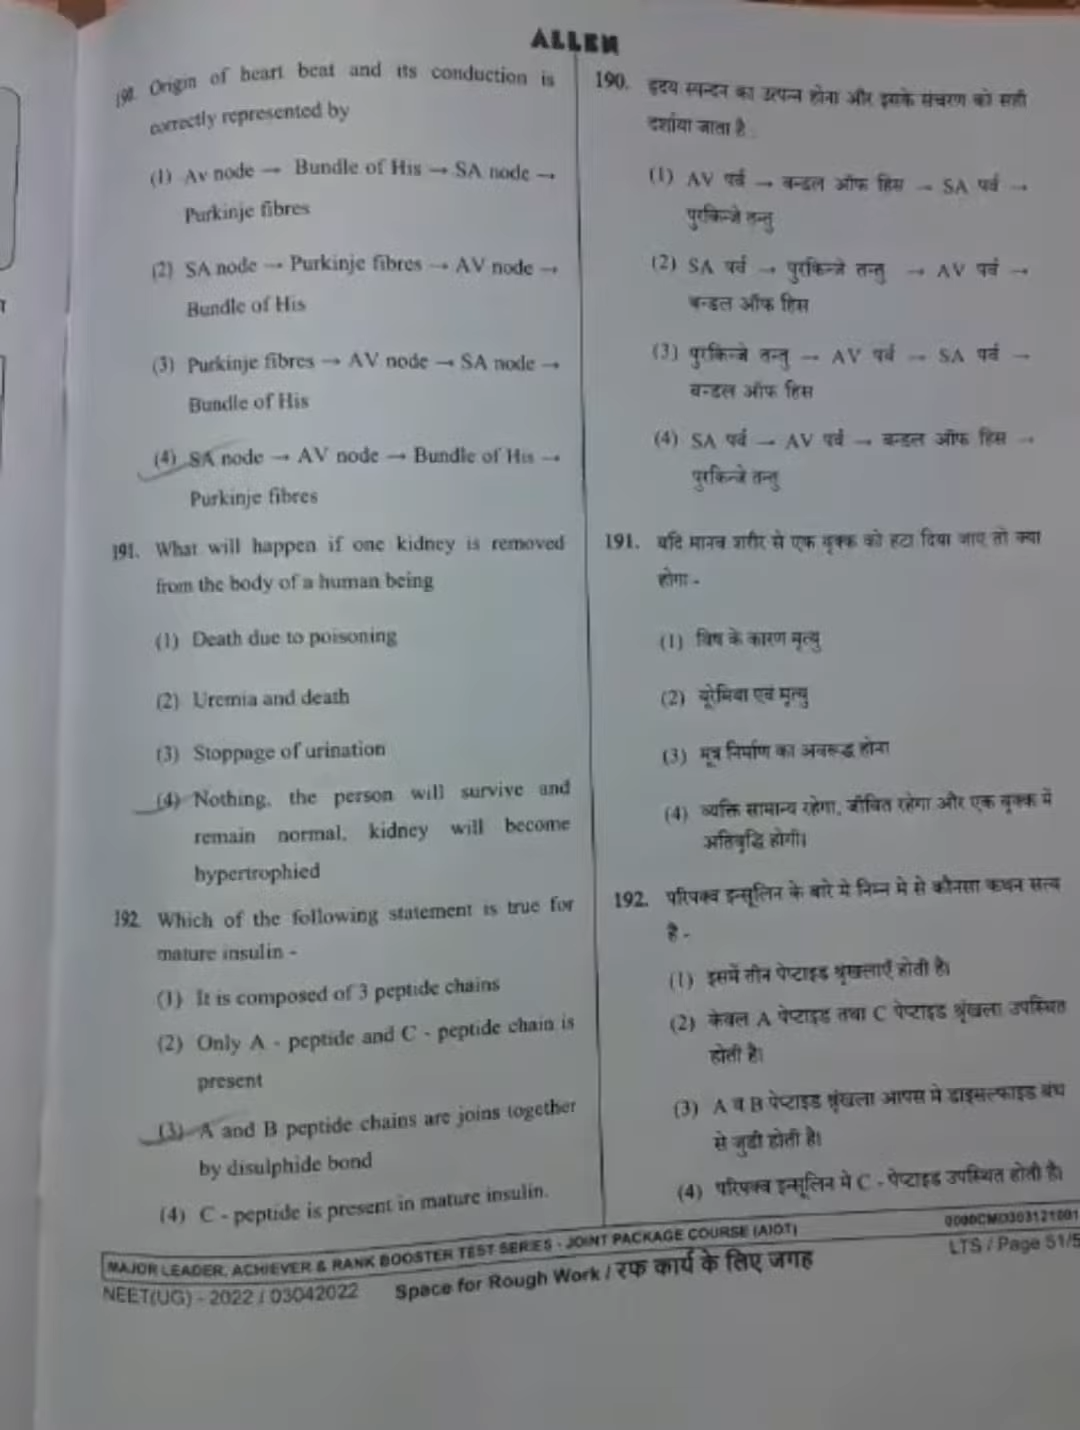 ALLEN
190. Origin of heart beat and its conduction is
correctly represented by
(1) Av node → Bundle of His → SA node →
Purkinje fibres
(2) SA node → Purkinje fibres → AV node →
Bundle of His
(3) Purkinje fibres → AV node → SA node →
Bundle of His
(4) SA node → AV node → Bundle of His →
Purkinje fibres
191. What will happen if one kidney is removed
from the body of a human being
(1) Death due to poisoning
(2) Uremia and death
(3) Stoppage of urination
(4) Nothing, the person will survive and
remain normal, kidney will become
hypertrophied
192. Which of the following statement is true for
mature insulin -
(1) It is composed of 3 peptide chains
(2) Only A - peptide and C - peptide chain is
present
(3) A and B peptide chains are joins together
by disulphide bond
(4) C - peptide is present in mature insulin.
190. हृदय स्पन्दन का उत्पन्न होना और इसके संचरण को सही
दर्शाया जाता है -
(1) AV पर्व → बन्डल ऑफ हिस → SA पर्व →
पुरकिन्जे तन्तु
(2) SA पर्व → पुरकिन्जे तन्तु → AV पर्व →
बन्डल ऑफ हिस
(3) पुरकिन्जे तन्तु → AV पर्व → SA पर्व →
बन्डल ऑफ हिस
(4) SA पर्व → AV पर्व → बन्डल ऑफ हिस →
पुरकिन्जे तन्तु
191. यदि मानव शरीर से एक वृक्क को हटा दिया जाए तो क्या
होगा -
(1) विष के कारण मृत्यु
(2) यूरेमिया एवं मृत्यु
(3) मूत्र निर्माण का अवरूद्ध होना
(4) व्यक्ति सामान्य रहेगा, जीवित रहेगा और एक वृक्क में
अतिवृद्धि होगी।
192. परिपक्व इन्सूलिन के बारे मे निम्न मे से कौनसा कथन सत्य
है -
(1) इसमें तीन पेप्टाइड श्रृंखलाएँ होती है।
(2) केवल A पेप्टाइड तथा C पेप्टाइड श्रृंखला उपस्थित
होती है।
(3) A व B पेप्टाइड श्रृंखला आपस मे डाइसल्फाइड बंध
से जुडी होती है।
(4) परिपक्व इन्सूलिन मे C - पेप्टाइड उपस्थित होती है।
MAJOR LEADER, ACHIEVER & RANK BOOSTER TEST SERIES - JOINT PACKAGE COURSE (AIOT)
0000CMD303121001
NEET(UG) - 2022 / 03042022
Space for Rough Work / रफ कार्य के लिए जगह
LTS / Page 51/5